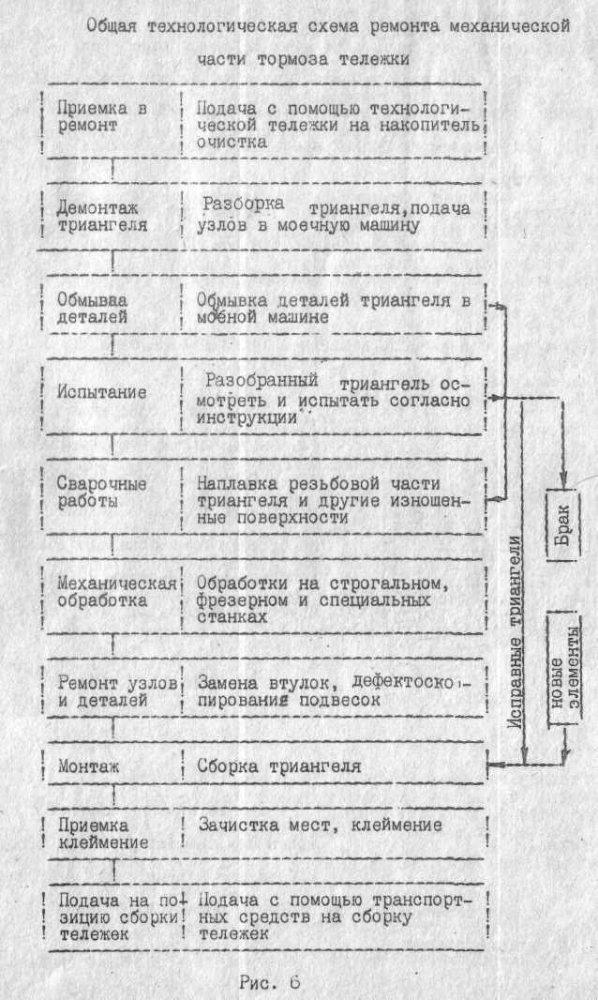 Общая технологическая схема ремонта механической
части тормоза тележки
Приемка в
ремонт
Подача с помощью технологи-
ческой тележки на накопитель,
очистка
Демонтаж
триангеля
Разборка триангеля, подача
узлов в моечную машину
Обмывка
деталей
Обмывка деталей триангеля в
моечной машине
Испытание
Разобранный триангель ос-
мотреть и испытать согласно
инструкции
Сварочные
работы
Наплавка резьбовой части
триангеля и другие изношен-
ные поверхности
Механическая
обработка
Обработки на строгальном,
фрезерном и специальных
станках
Ремонт узлов
и деталей
Замена втулок, дефектоско-
пирования подвесок
Монтаж
Сборка триангеля
Приемка
клеймение
Зачистка мест, клеймение
Подача на по-
зицию сборки
тележек
Подача с помощью транспорт-
ных средств на сборку
тележек
Исправные триангели
Брак
новые
элементы
Рис. 6